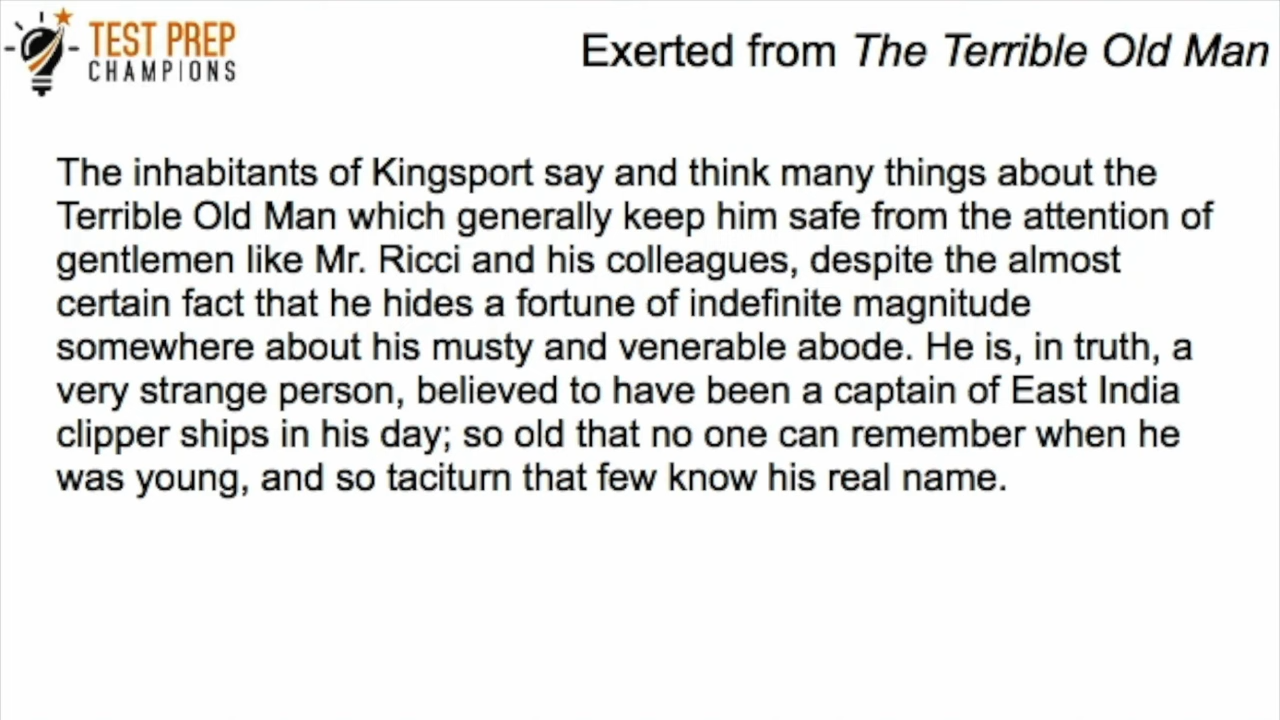 TEST PREP
CHAMPIONS
Exerted from The Terrible Old Man
The inhabitants of Kingsport say and think many things about the
Terrible Old Man which generally keep him safe from the attention of
gentlemen like Mr. Ricci and his colleagues, despite the almost
certain fact that he hides a fortune of indefinite magnitude
somewhere about his musty and venerable abode. He is, in truth, a
very strange person, believed to have been a captain of East India
clipper ships in his day; so old that no one can remember when he
was young, and so taciturn that few know his real name.